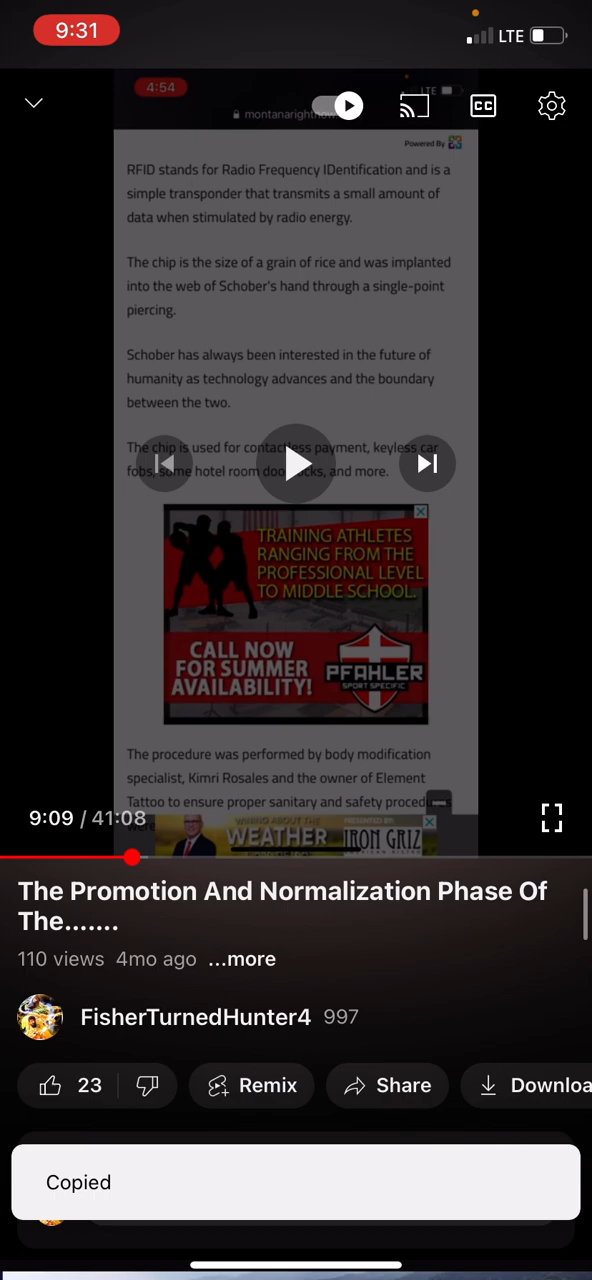 9:31
LTE
4:54
LTE
CC
montanarightnow
Powered By
RFID stands for Radio Frequency IDentification and is a
simple transponder that transmits a small amount of
data when stimulated by radio energy.
The chip is the size of a grain of rice and was implanted
into the web of Schober's hand through a single-point
piercing.
Schober has always been interested in the future of
humanity as technology advances and the boundary
between the two.
The chip is used for contactless payment, keyless car
fobs, some hotel room door locks, and more.
TRAINING ATHLETES
RANGING FROM THE
PROFESSIONAL LEVEL
TO MIDDLE SCHOOL.
CALL NOW
FOR SUMMER
AVAILABILITY!
PFAHLER
SPORT SPECIFIC
The procedure was performed by body modification
specialist, Kimri Rosales and the owner of Element
Tattoo to ensure proper sanitary and safety procedures
were
WEATHER
PRESENTED BY:
IRON GRIZ
9:09 / 41:08
The Promotion And Normalization Phase Of
The.......
110 views 4mo ago ...more
FisherTurnedHunter4 997
23
Remix
Share
Downloa
Copied